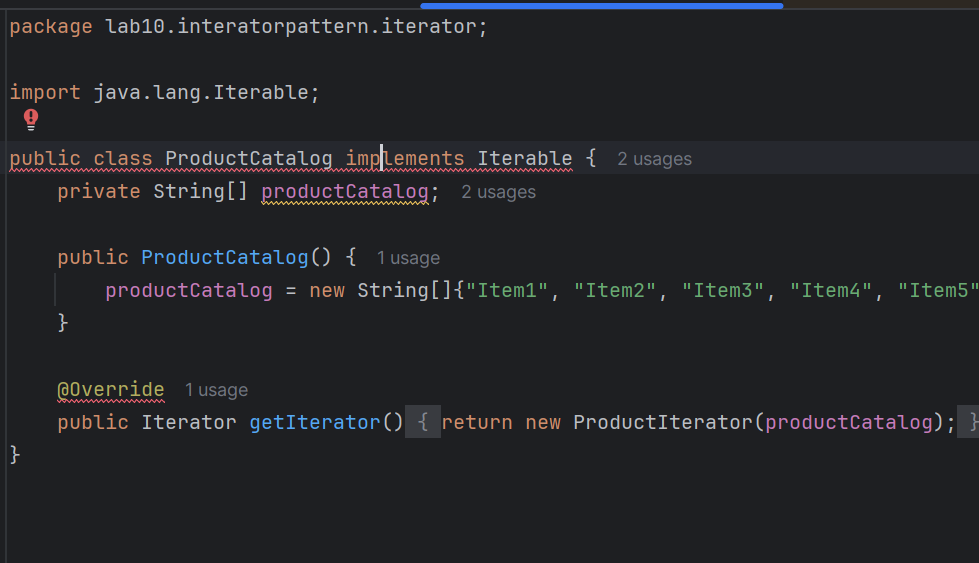 package lab10.interatorpattern.iterator;
import java.lang.Iterable;
public class ProductCatalog implements Iterable { 2 usages
private String[] productCatalog; 2 usages
public ProductCatalog() { 1 usage
productCatalog = new String[]{"Item1", "Item2", "Item3", "Item4", "Item5"
}
@Override 1 usage
public Iterator getIterator() { return new ProductIterator(productCatalog); }
}